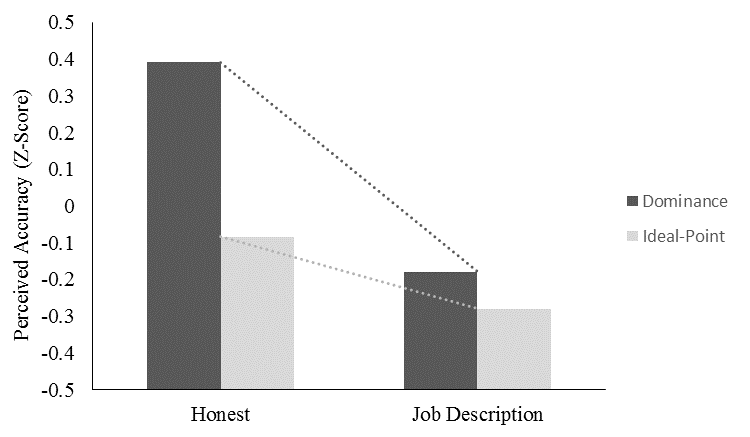 0.5
0.4
0.3
0.2
0.1
0
-0.1
-0.2
-0.3
-0.4
-0.5
Perceived Accuracy (Z-Score)
Honest
Job Description
Dominance
Ideal-Point